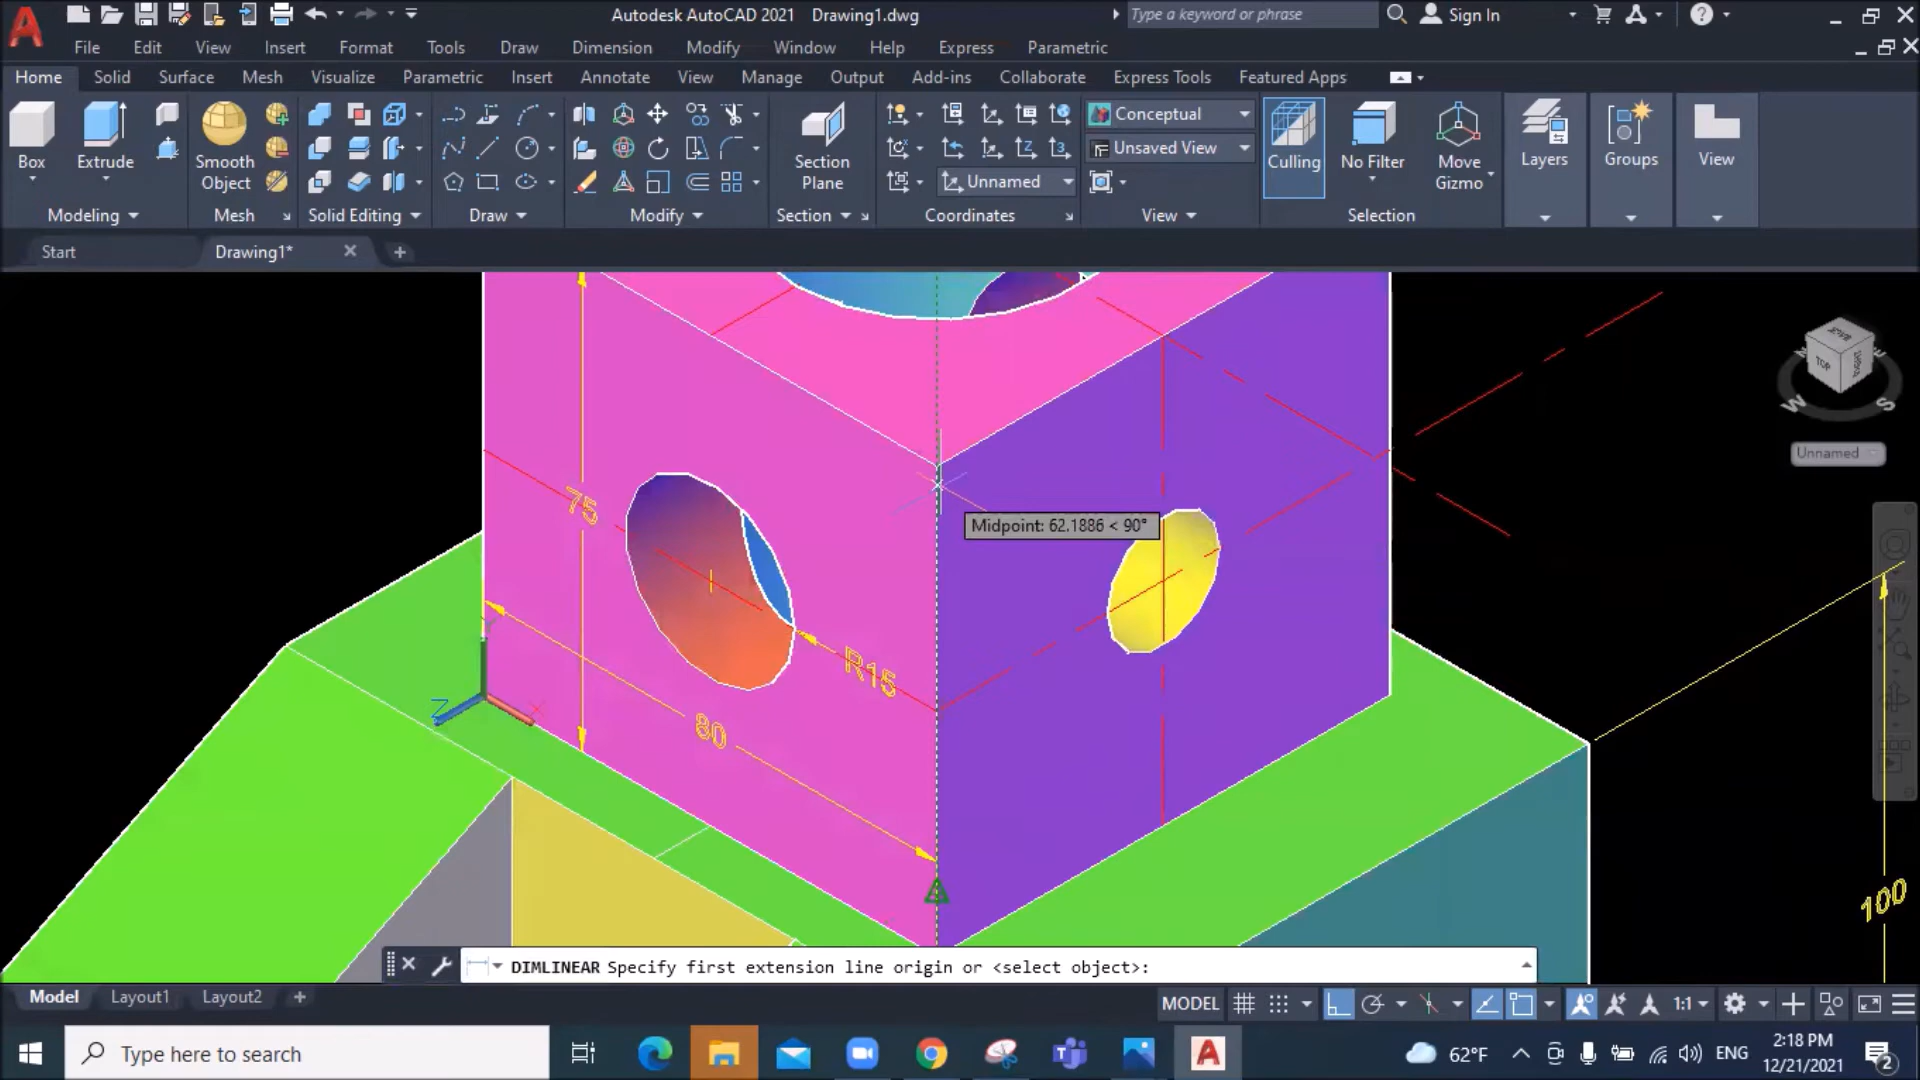 Autodesk AutoCAD 2021 Drawing1.dwg
Type a keyword or phrase
Sign In
File Edit View Insert Format Tools Draw Dimension Modify Window Help Express Parametric
Home Solid Surface Mesh Visualize Parametric Insert Annotate View Manage Output Add-ins Collaborate Express Tools Featured Apps
Box
Extrude
Smooth Object
Section Plane
Unnamed
Conceptual
Unsaved View
Culling
No Filter
Move Gizmo
Layers
Groups
View
Modeling Mesh Solid Editing Draw Modify Section Coordinates View Selection
Start
Drawing1*
TOP
W
S
Unnamed
75
Midpoint: 62.1886 < 90°
R15
80
Z
X
100
DIMLINEAR Specify first extension line origin or <select object>:
Model Layout1 Layout2
MODEL
1:1
Type here to search
62°F
ENG
2:18 PM
12/21/2021
2